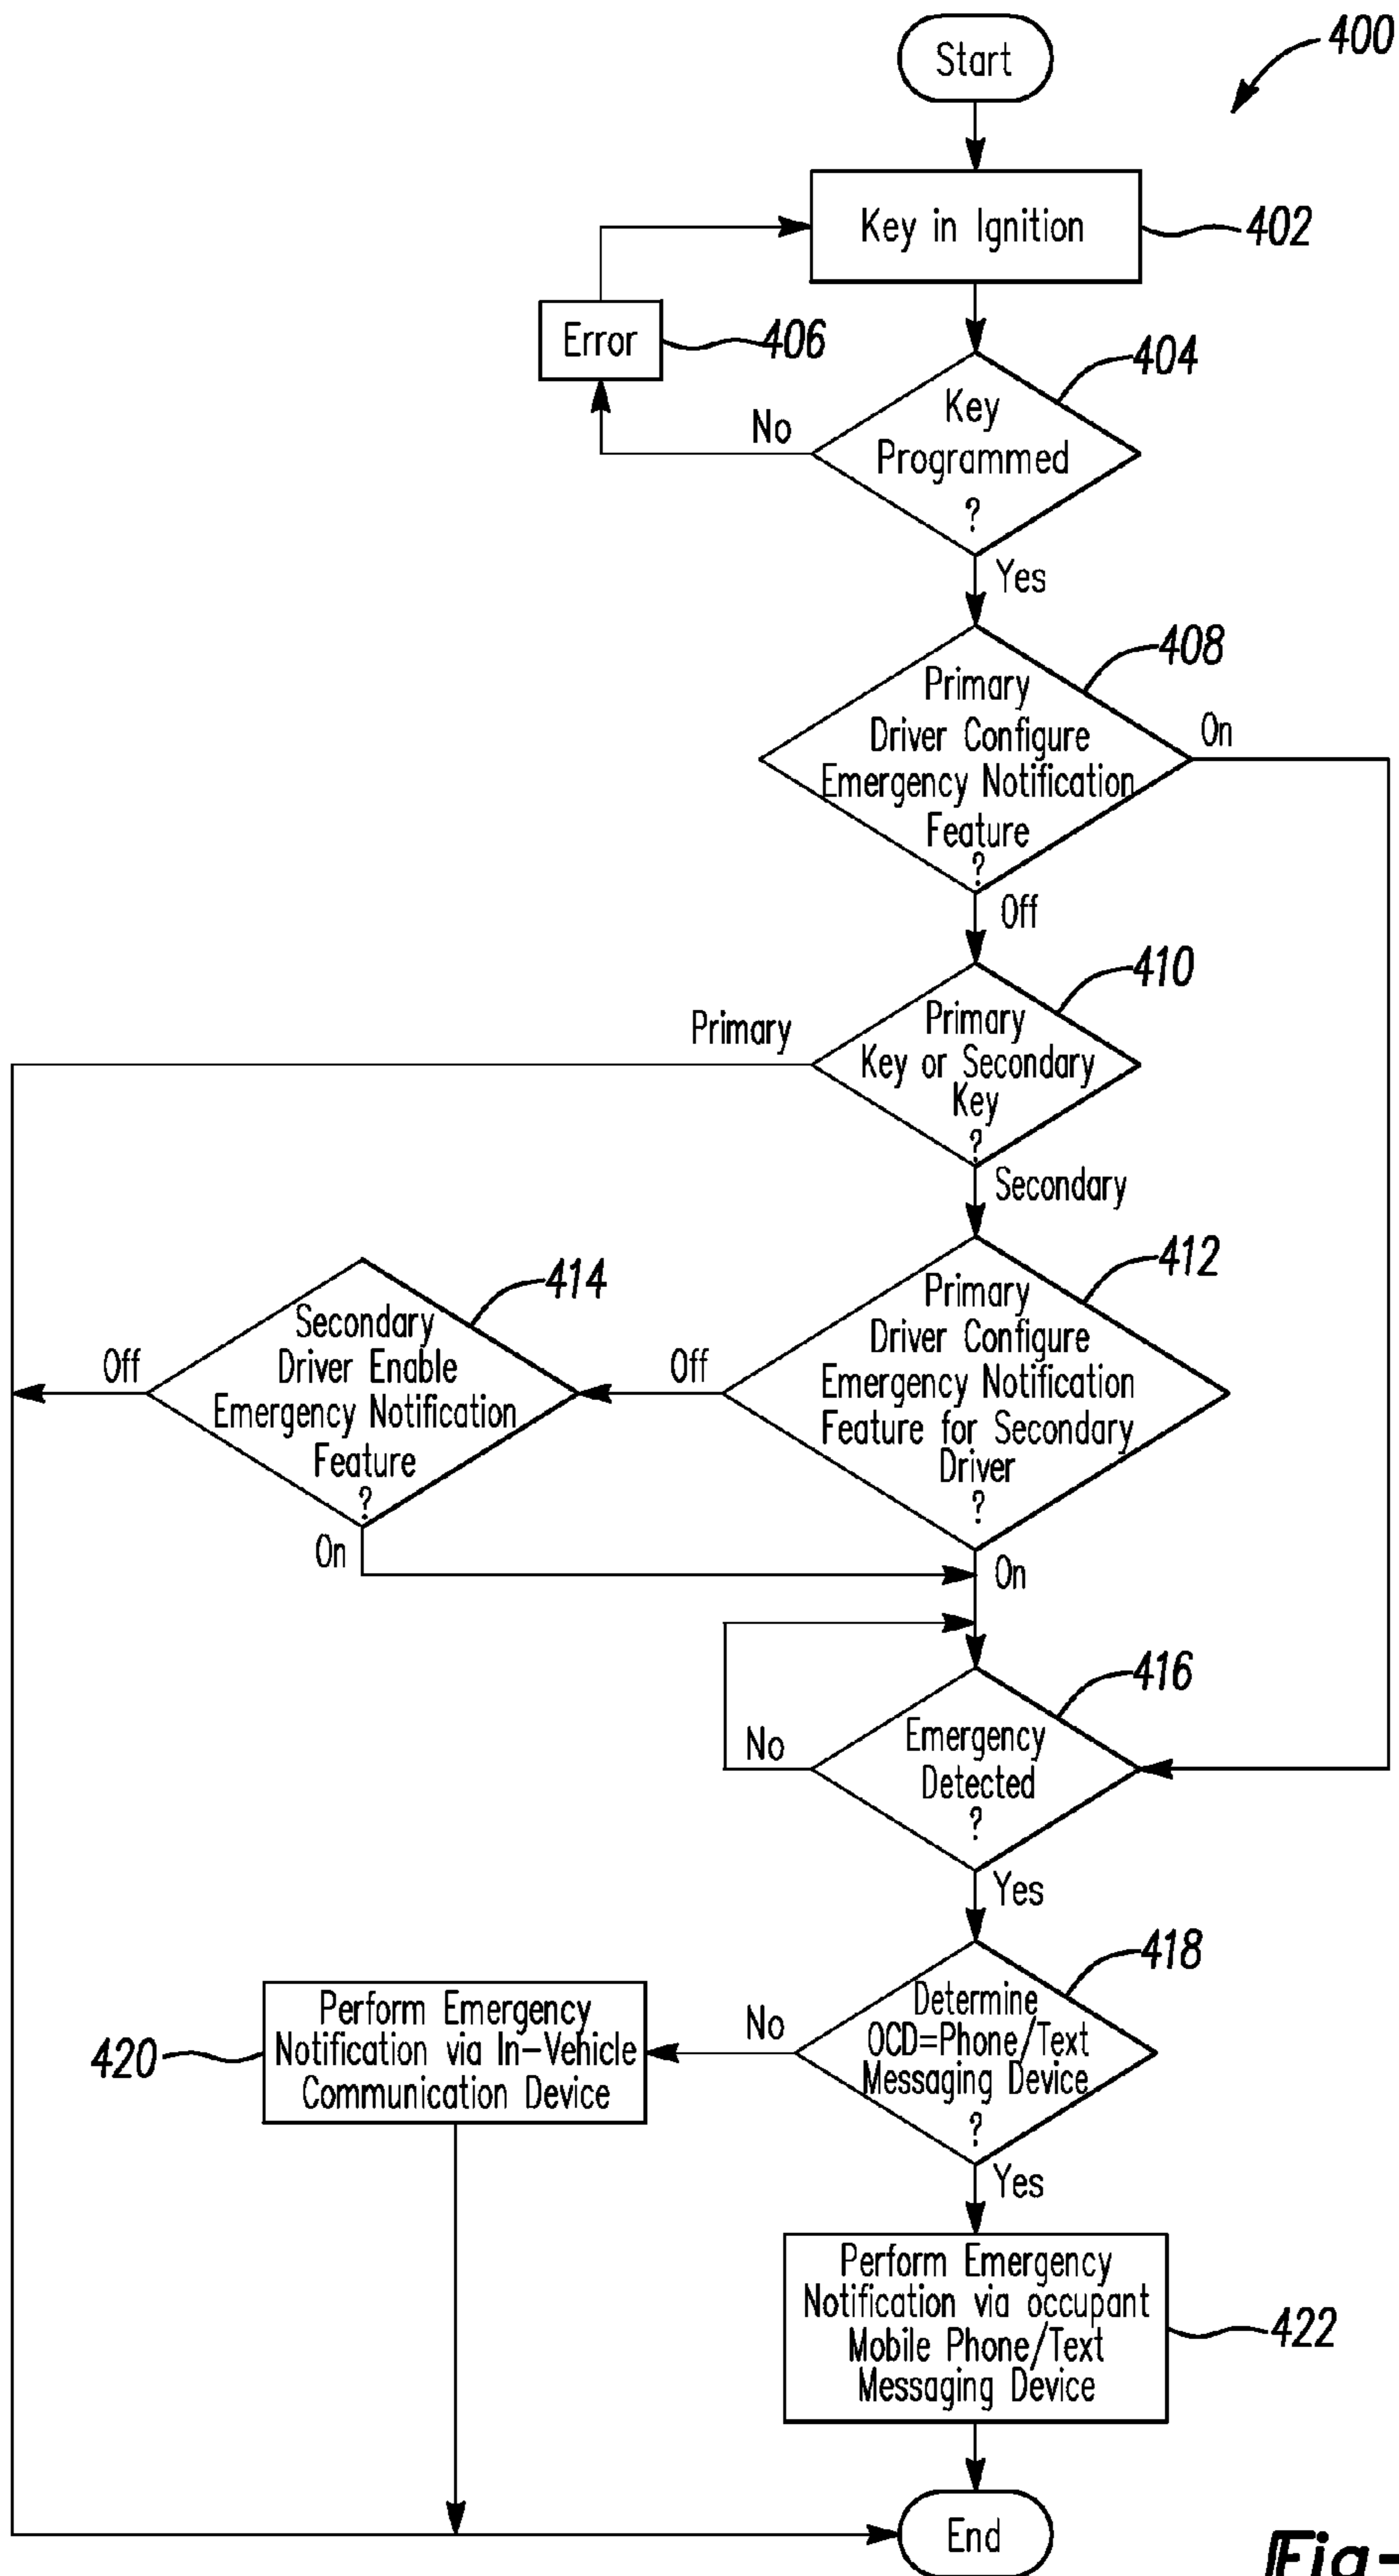 Start
400
Key in Ignition
402
Error
406
404
Key
Programmed
?
No
Yes
408
Primary
Driver Configure
Emergency Notification
Feature
?
On
Off
410
Primary
Primary
Key or Secondary
Key
?
Secondary
412
414
Secondary
Driver Enable
Emergency Notification
Feature
?
Off
Off
Primary
Driver Configure
Emergency Notification
Feature for Secondary
Driver
?
On
On
416
Emergency
Detected
?
No
Yes
418
Determine
OCD=Phone/Text
Messaging Device
?
No
420
Perform Emergency
Notification via In-Vehicle
Communication Device
Yes
Perform Emergency
Notification via occupant
Mobile Phone/Text
Messaging Device
422
End
Fig-